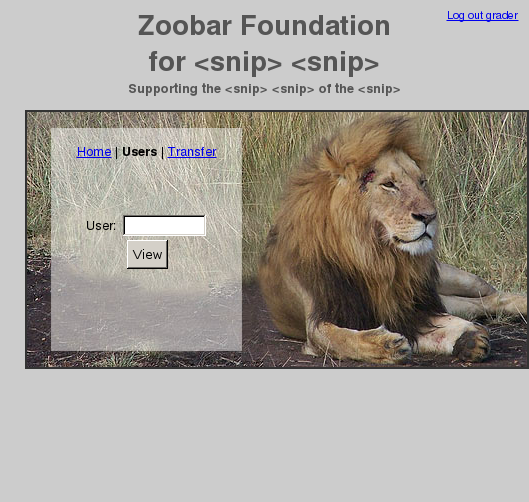 Log out grader
Zoobar Foundation
for <snip> <snip>
Supporting the <snip> <snip> of the <snip>
Home | Users | Transfer
User:
View